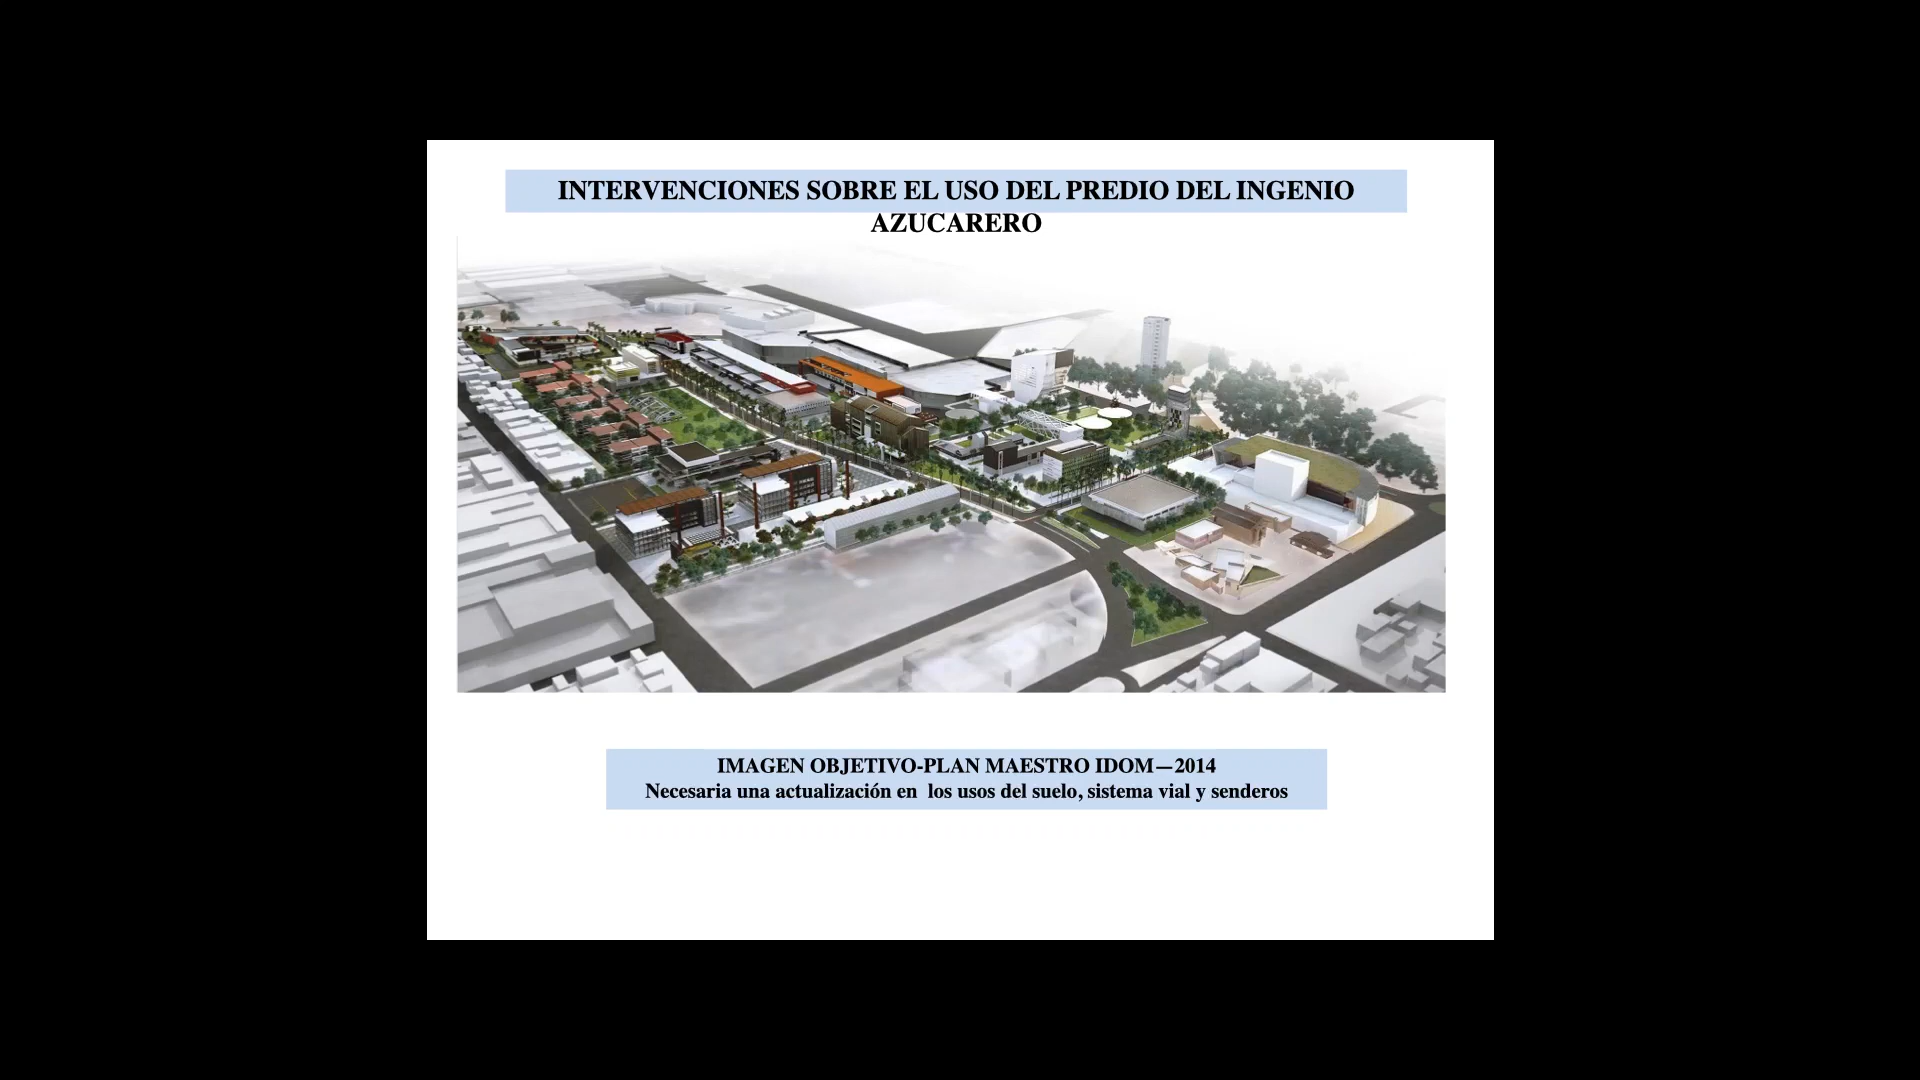 INTERVENCIONES SOBRE EL USO DEL PREDIO DEL INGENIO
AZUCARERO
IMAGEN OBJETIVO-PLAN MAESTRO IDOM—2014
Necesaria una actualización en  los usos del suelo, sistema vial y senderos